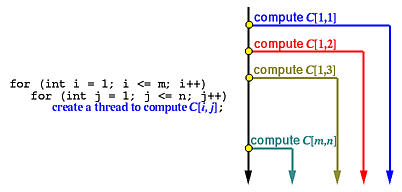 compute C[1,1]
compute C[1,2]
compute C[1,3]
for (int i = 1; i <= m; i++)
for (int j = 1; j <= n; j++)
create a thread to compute C[i, j];
compute C[m,n]